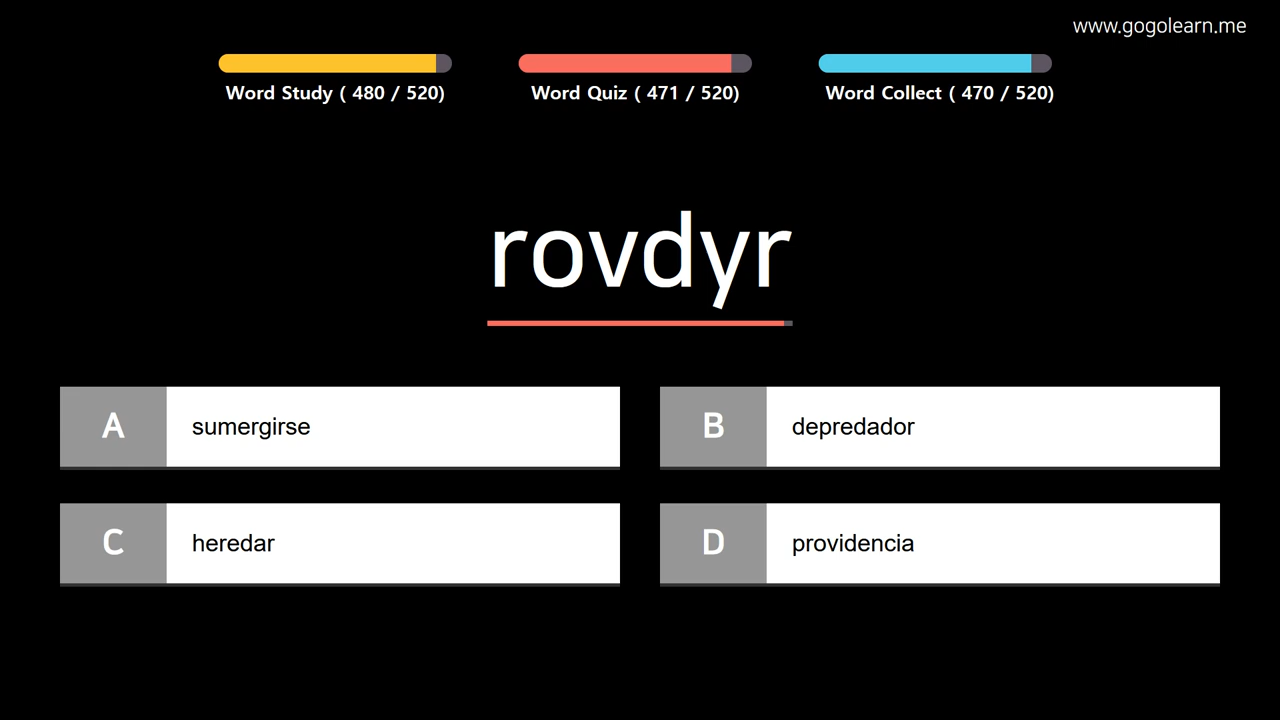 www.gogolearn.me
Word Study ( 480 / 520)
Word Quiz ( 471 / 520)
Word Collect ( 470 / 520)
rovdyr
A sumergirse
B depredador
C heredar
D providencia